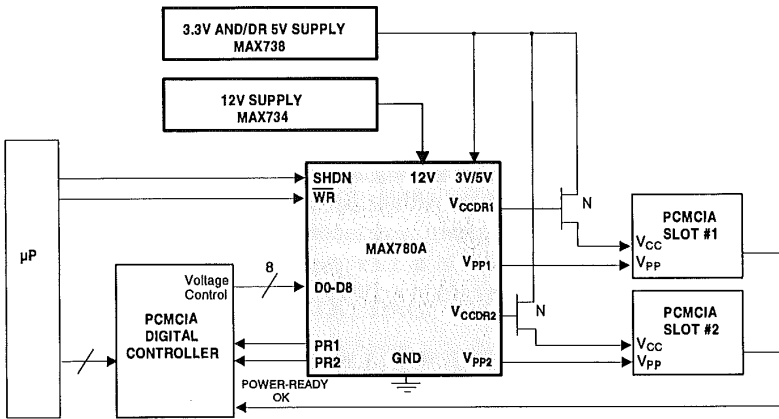 3.3V AND/DR 5V SUPPLY
MAX738
12V SUPPLY
MAX734
SHDN
12V
3V/5V
WR
VCCDR1
N
PCMCIA
SLOT #1
µP
MAX780A
VCC
VPP1
VPP
Voltage
Control
8
D0-D8
PCMCIA
DIGITAL
CONTROLLER
VCCDR2
N
PCMCIA
SLOT #2
PR1
VCC
PR2
GND
VPP2
VPP
POWER-READY
OK